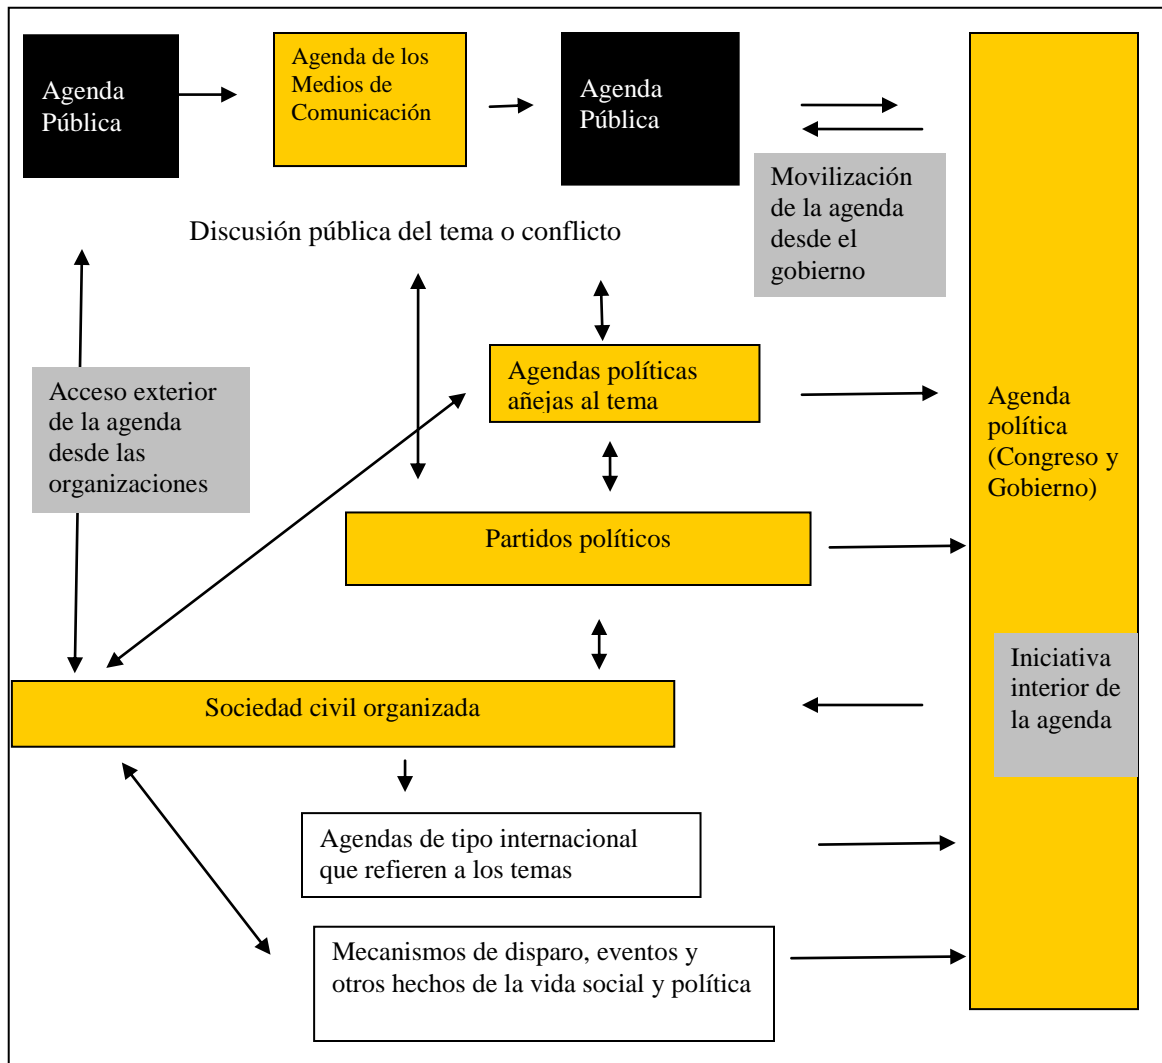 Agenda
Pública
Agenda de los
Medios de
Comunicación
Agenda
Pública
Movilización
de la agenda
desde el
gobierno
Discusión pública del tema o conflicto
Acceso exterior
de la agenda
desde las
organizaciones
Agendas políticas
añejas al tema
Agenda
política
(Congreso y
Gobierno)
Partidos políticos
Iniciativa
interior de
la agenda
Sociedad civil organizada
Agendas de tipo internacional
que refieren a los temas
Mecanismos de disparo, eventos y
otros hechos de la vida social y política